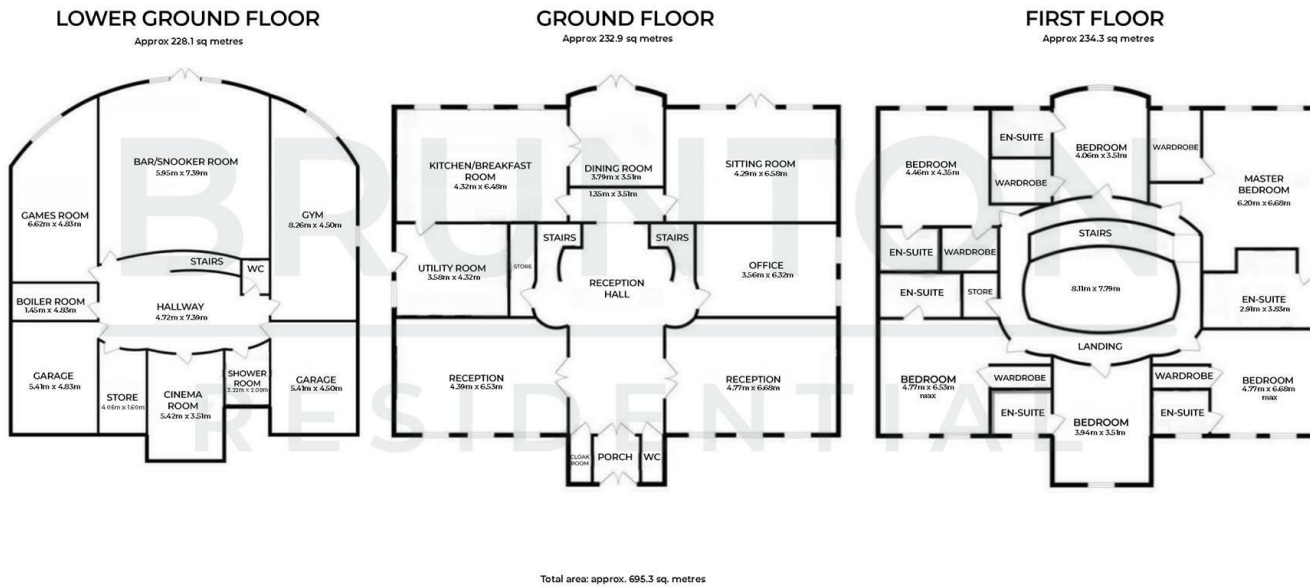 LOWER GROUND FLOOR
Approx 228.1 sq metres
BAR/SNOOKER ROOM
5.95m x 7.39m
GAMES ROOM
6.62m x 4.83m
GYM
8.26m x 4.50m
STAIRS
WC
BOILER ROOM
1.45m x 4.83m
HALLWAY
4.72m x 7.39m
GARAGE
5.41m x 4.83m
STORE
4.05m x 1.60m
CINEMA
ROOM
5.42m x 3.51m
SHOWER
ROOM
3.22m x 2.08m
GARAGE
5.41m x 4.50m
GROUND FLOOR
Approx 232.9 sq metres
KITCHEN/BREAKFAST
ROOM
4.32m x 6.48m
DINING ROOM
3.79m x 3.51m
1.35m x 3.51m
SITTING ROOM
4.29m x 6.58m
STAIRS
STAIRS
UTILITY ROOM
3.58m x 4.32m
STORE
RECEPTION
HALL
OFFICE
3.56m x 6.32m
RECEPTION
4.39m x 6.53m
RECEPTION
4.77m x 6.68m
CLOAK
ROOM
PORCH
WC
FIRST FLOOR
Approx 234.3 sq metres
BEDROOM
4.46m x 4.35m
EN-SUITE
WARDROBE
BEDROOM
4.06m x 3.51m
WARDROBE
MASTER
BEDROOM
6.20m x 6.68m
STAIRS
EN-SUITE
WARDROBE
EN-SUITE
STORE
8.11m x 7.79m
EN-SUITE
2.91m x 3.83m
LANDING
BEDROOM
4.77m x 6.53m
max
WARDROBE
EN-SUITE
BEDROOM
3.94m x 3.51m
WARDROBE
EN-SUITE
BEDROOM
4.77m x 6.68m
max
BRUNTON
RESIDENTIAL
Total area: approx. 695.3 sq. metres